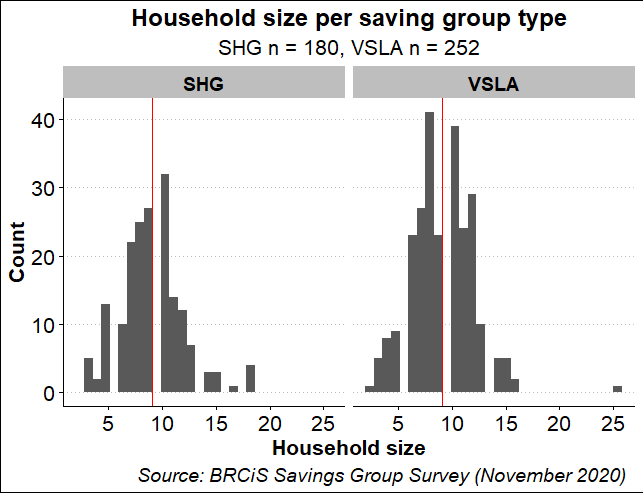 Household size per saving group type
SHG n = 180, VSLA n = 252
SHG
VSLA
Count
40
30
20
10
0
5 10 15 20 25
5 10 15 20 25
Household size
Source: BRCiS Savings Group Survey (November 2020)